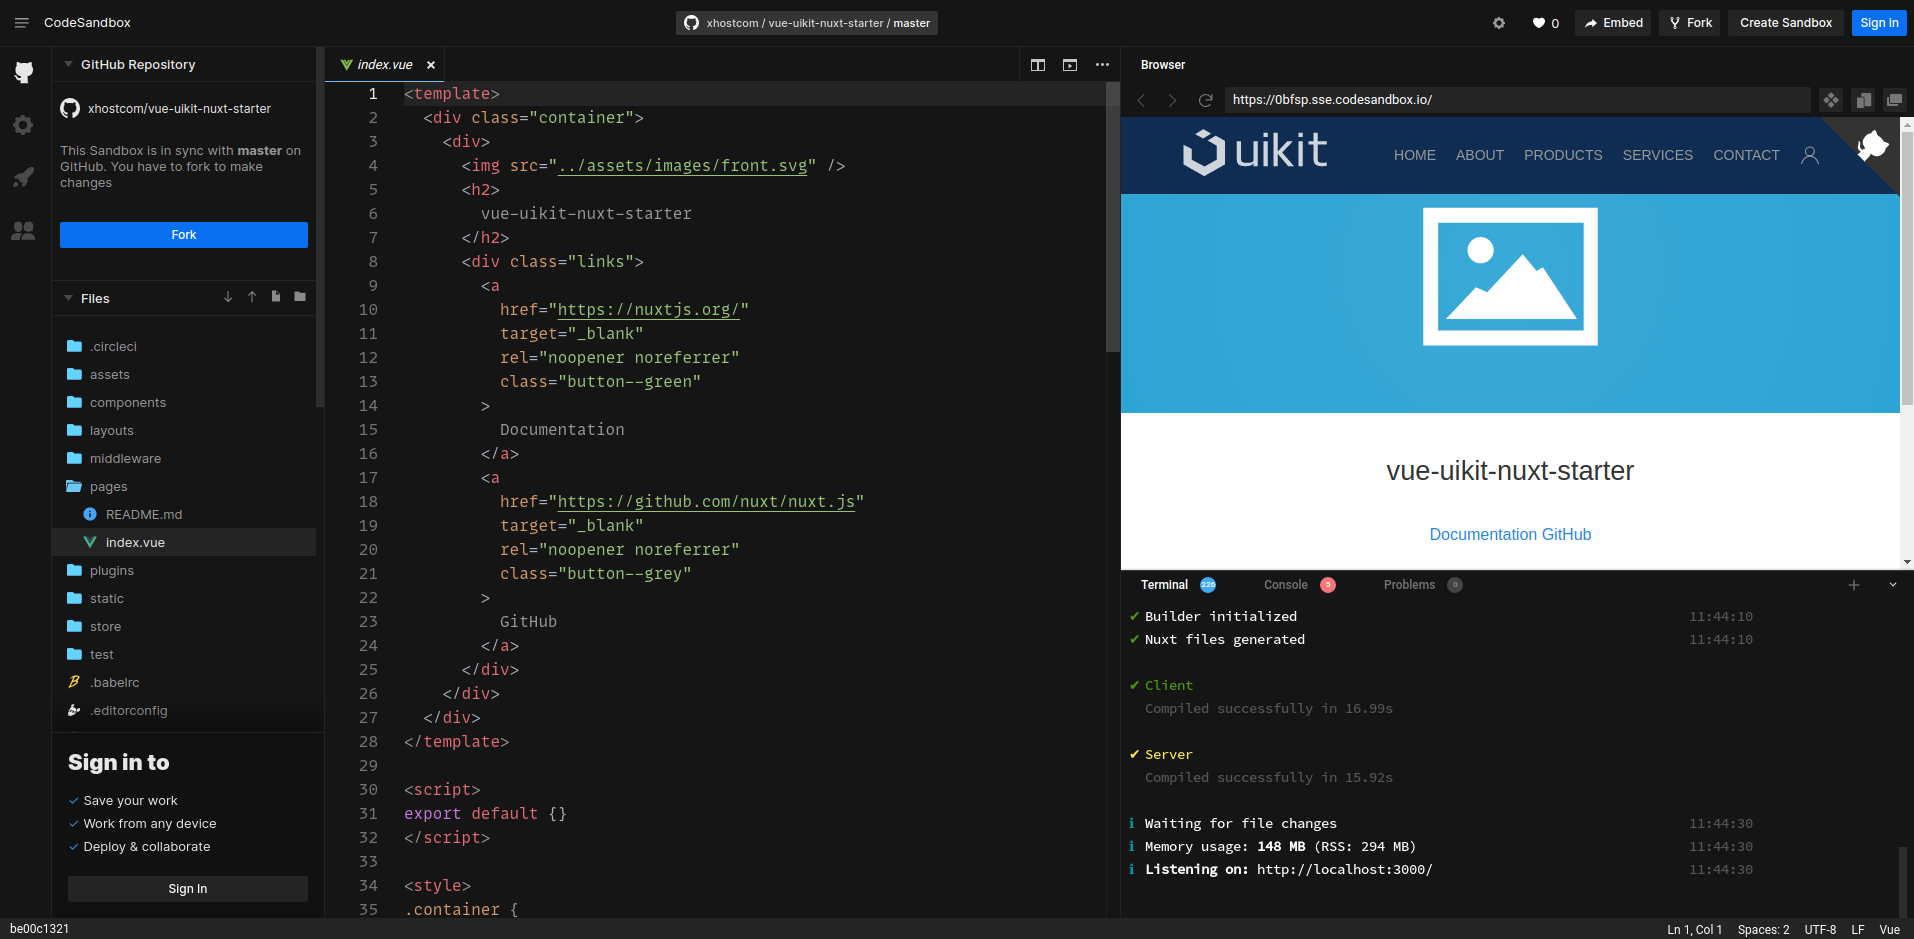 CodeSandbox
xhostcom / vue-uikit-nuxt-starter / master
0
Embed
Fork
Create Sandbox
Sign in
GitHub Repository
xhostcom/vue-uikit-nuxt-starter
This Sandbox is in sync with master on
GitHub. You have to fork to make
changes
Fork
Files
.circleci
assets
components
layouts
middleware
pages
README.md
index.vue
plugins
static
store
test
.babelrc
.editorconfig
Sign in to
Save your work
Work from any device
Deploy & collaborate
Sign In
be00c1321
index.vue
1 <template>
2 <div class="container">
3 <div>
4 <img src="../assets/images/front.svg" />
5 <h2>
6 vue-uikit-nuxt-starter
7 </h2>
8 <div class="links">
9 <a
10 href="https://nuxtjs.org/"
11 target="_blank"
12 rel="noopener noreferrer"
13 class="button--green"
14 >
15 Documentation
16 </a>
17 <a
18 href="https://github.com/nuxt/nuxt.js"
19 target="_blank"
20 rel="noopener noreferrer"
21 class="button--grey"
22 >
23 GitHub
24 </a>
25 </div>
26 </div>
27 </div>
28 </template>
29
30 <script>
31 export default {}
32 </script>
33
34 <style>
35 .container {
Browser
https://0bfsp.sse.codesandbox.io/
uikit
HOME ABOUT PRODUCTS SERVICES CONTACT
vue-uikit-nuxt-starter
Documentation GitHub
Terminal 226 Console 5 Problems 0
✔ Builder initialized 11:44:10
✔ Nuxt files generated 11:44:10
✔ Client
Compiled successfully in 16.99s
✔ Server
Compiled successfully in 15.92s
ℹ Waiting for file changes 11:44:30
ℹ Memory usage: 148 MB (RSS: 294 MB) 11:44:30
ℹ Listening on: http://localhost:3000/ 11:44:30
Ln 1, Col 1 Spaces: 2 UTF-8 LF Vue